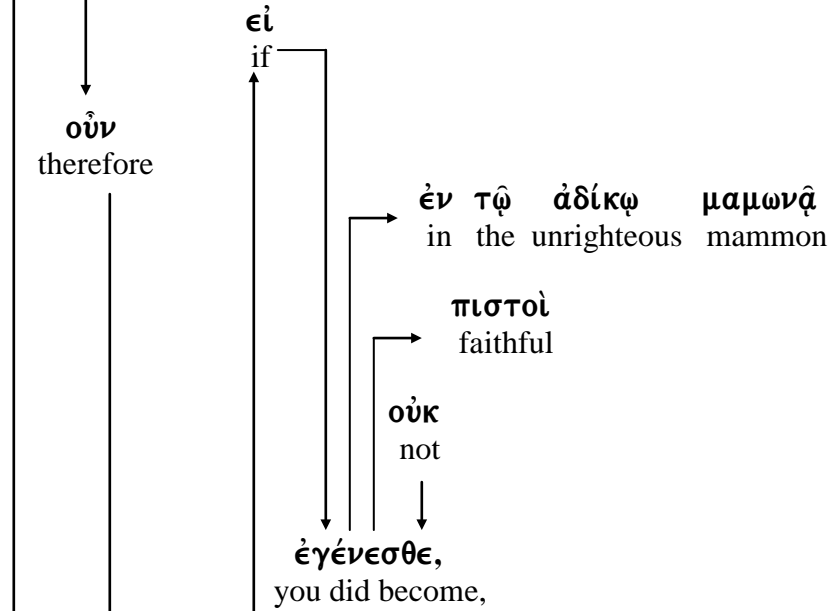 εἰ
if
οὖν
therefore
ἐν τῷ ἀδίκῳ μαμωνᾷ
in the unrighteous mammon
πιστοὶ
faithful
οὐκ
not
ἐγένεσθε,
you did become,